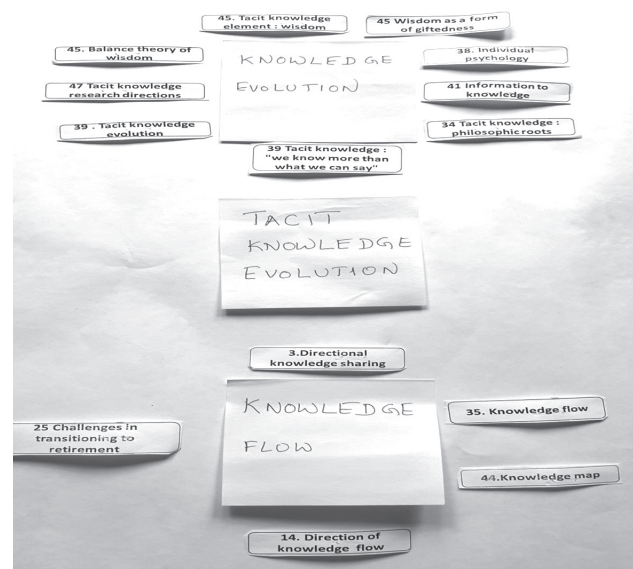 45. Tacit knowledge
element : wisdom
45 Wisdom as a form
of giftedness
45. Balance theory of
wisdom
KNOWLEDGE
EVOLUTION
38. Individual
psychology
47 Tacit knowledge
research directions
41 Information to
knowledge
39 . Tacit knowledge
evolution
34 Tacit knowledge :
philosophic roots
39 Tacit knowledge :
"we know more than
what we can say"
TACIT
KNOWLEDGE
EVOLUTION
3.Directional
knowledge sharing
KNOWLEDGE
FLOW
35. Knowledge flow
25 Challenges in
transitioning to
retirement
44.Knowledge map
14. Direction of
knowledge flow